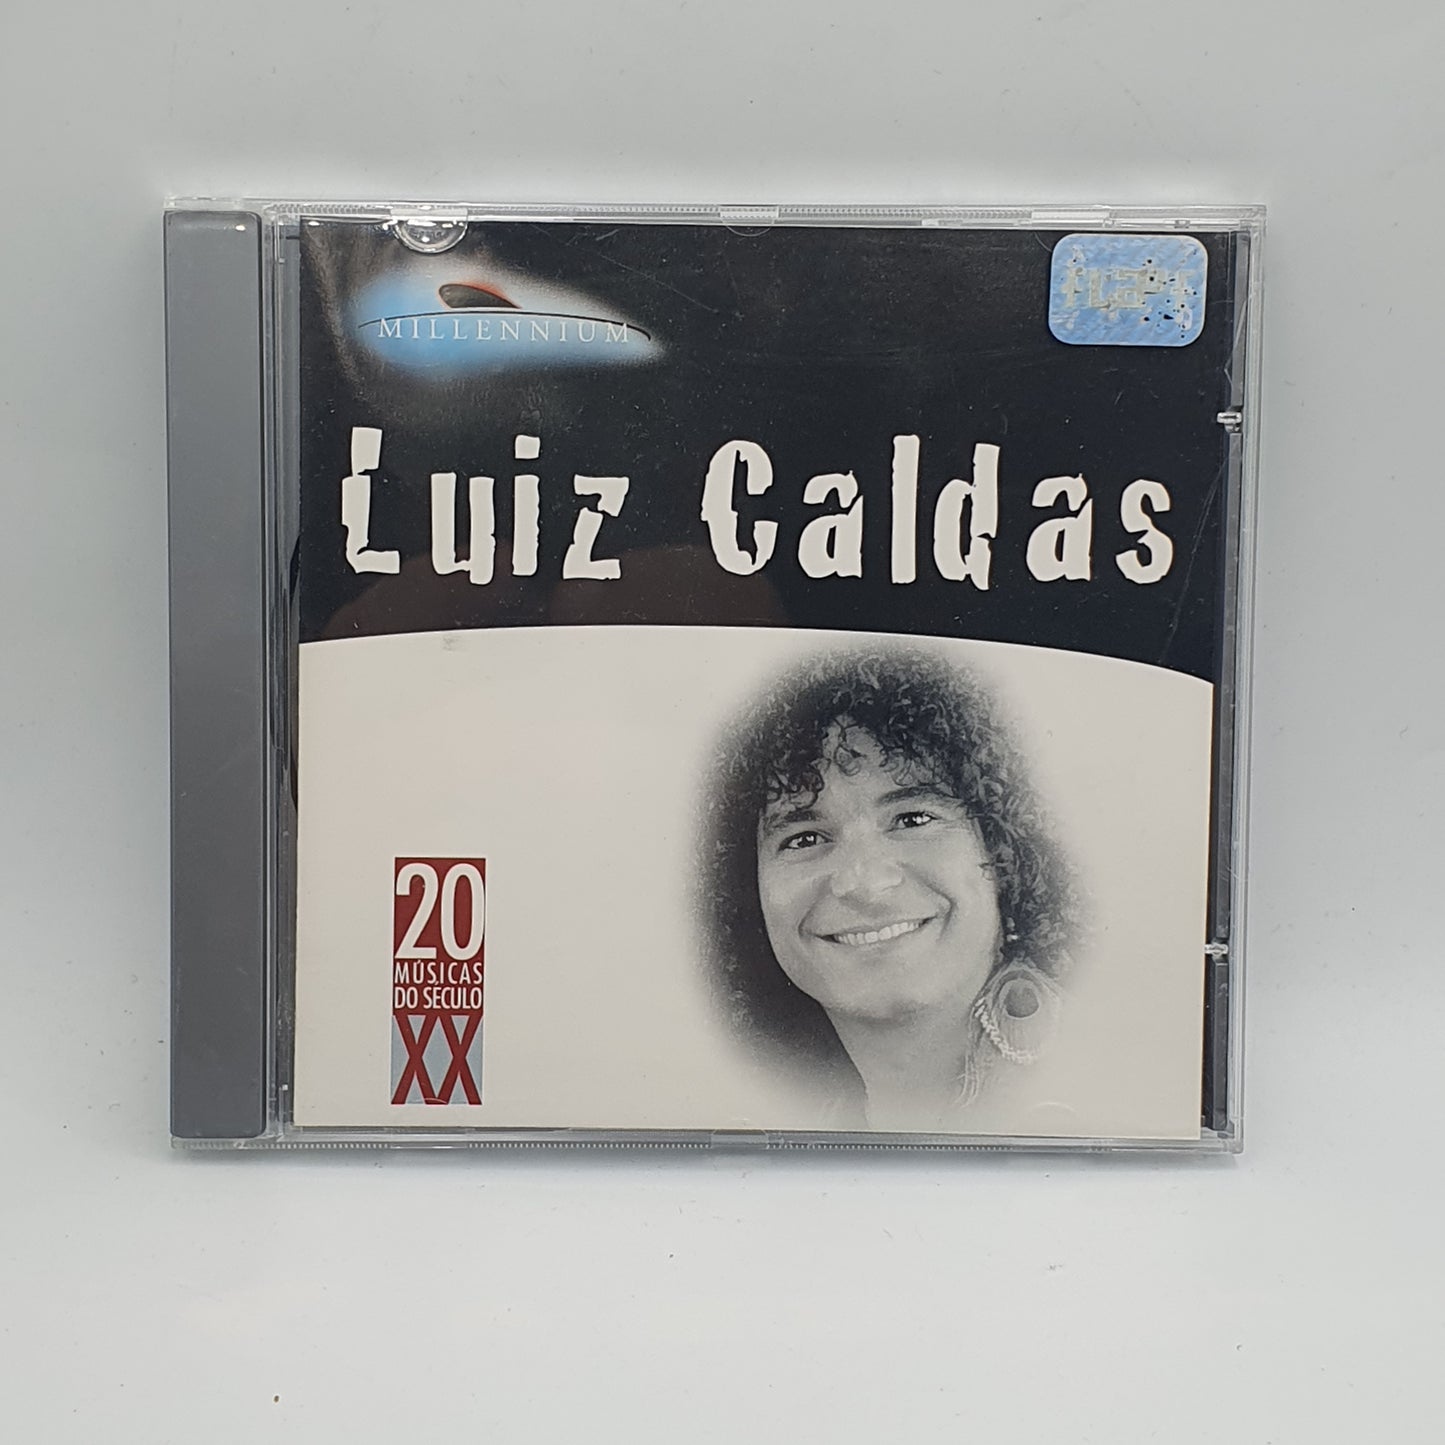 MILLENNIUM
Luiz Caldas
20
MÚSICAS
DO SÉCULO
XX